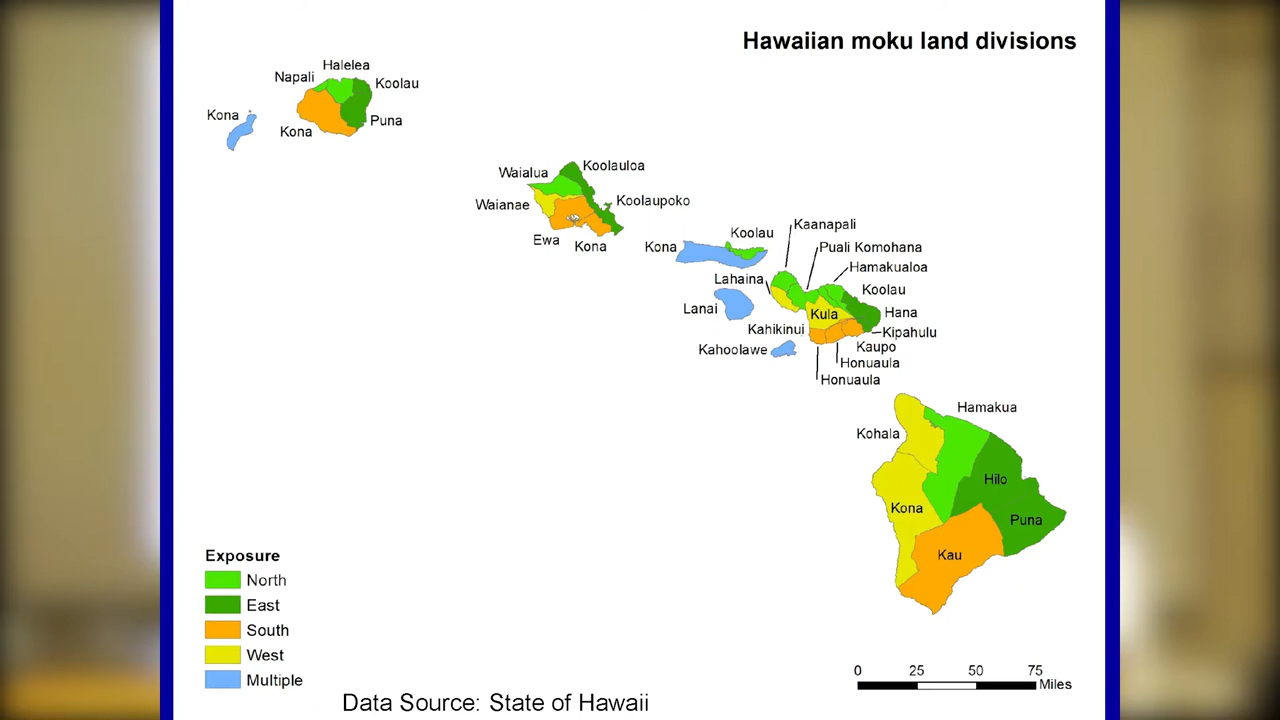 Hawaiian moku land divisions
Halelea
Napali
Koolau
Kona
Puna
Kona
Koolauloa
Waialua
Koolaupoko
Waianae
Ewa
Kona
Kaanapali
Koolau
Kona
Puali Komohana
Hamakualoa
Lahaina
Koolau
Lanai
Kula
Hana
Kahikinui
Kipahulu
Kahoolawe
Kaupo
Honuaula
Honuaula
Hamakua
Kohala
Hilo
Kona
Puna
Kau
Exposure
North
East
South
West
Multiple
0 25 50 75
Miles
Data Source: State of Hawaii